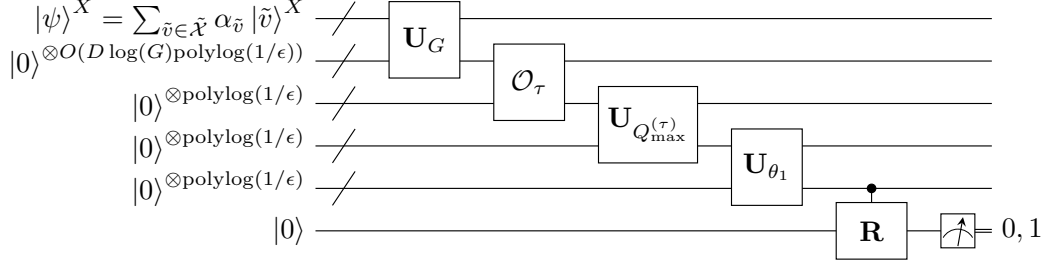 |ψ⟩^X = ∑_{ṽ∈𝒳̃} α_ṽ |ṽ⟩^X
|0⟩^{⊗O(D log(G)polylog(1/ϵ))}
|0⟩^{⊗polylog(1/ϵ)}
|0⟩^{⊗polylog(1/ϵ)}
|0⟩^{⊗polylog(1/ϵ)}
|0⟩
U_G
𝒪_τ
U_{Q_max^{(τ)}}
U_{θ_1}
R
0, 1